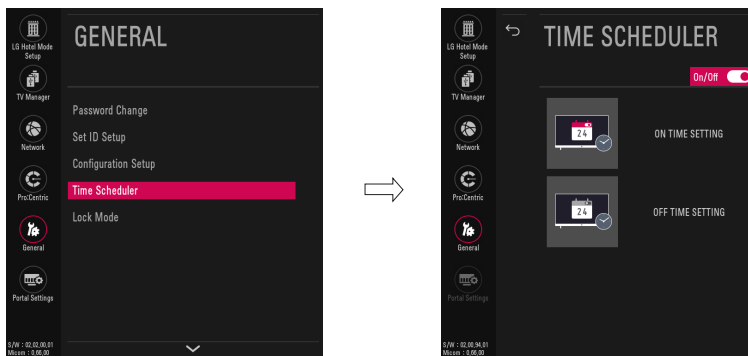 GENERAL
LG Hotel Mode
Setup
TV Manager
Network
Pro:Centric
General
Portal Settings
S/W : 02,02,00,01
Micom : 0,66,00
Password Change
Set ID Setup
Configuration Setup
Time Scheduler
Lock Mode
TIME SCHEDULER
LG Hotel Mode
Setup
TV Manager
Network
Pro:Centric
General
Portal Settings
S/W : 02,00,94,01
Micom : 0,66,00
On/Off
24
ON TIME SETTING
24
OFF TIME SETTING